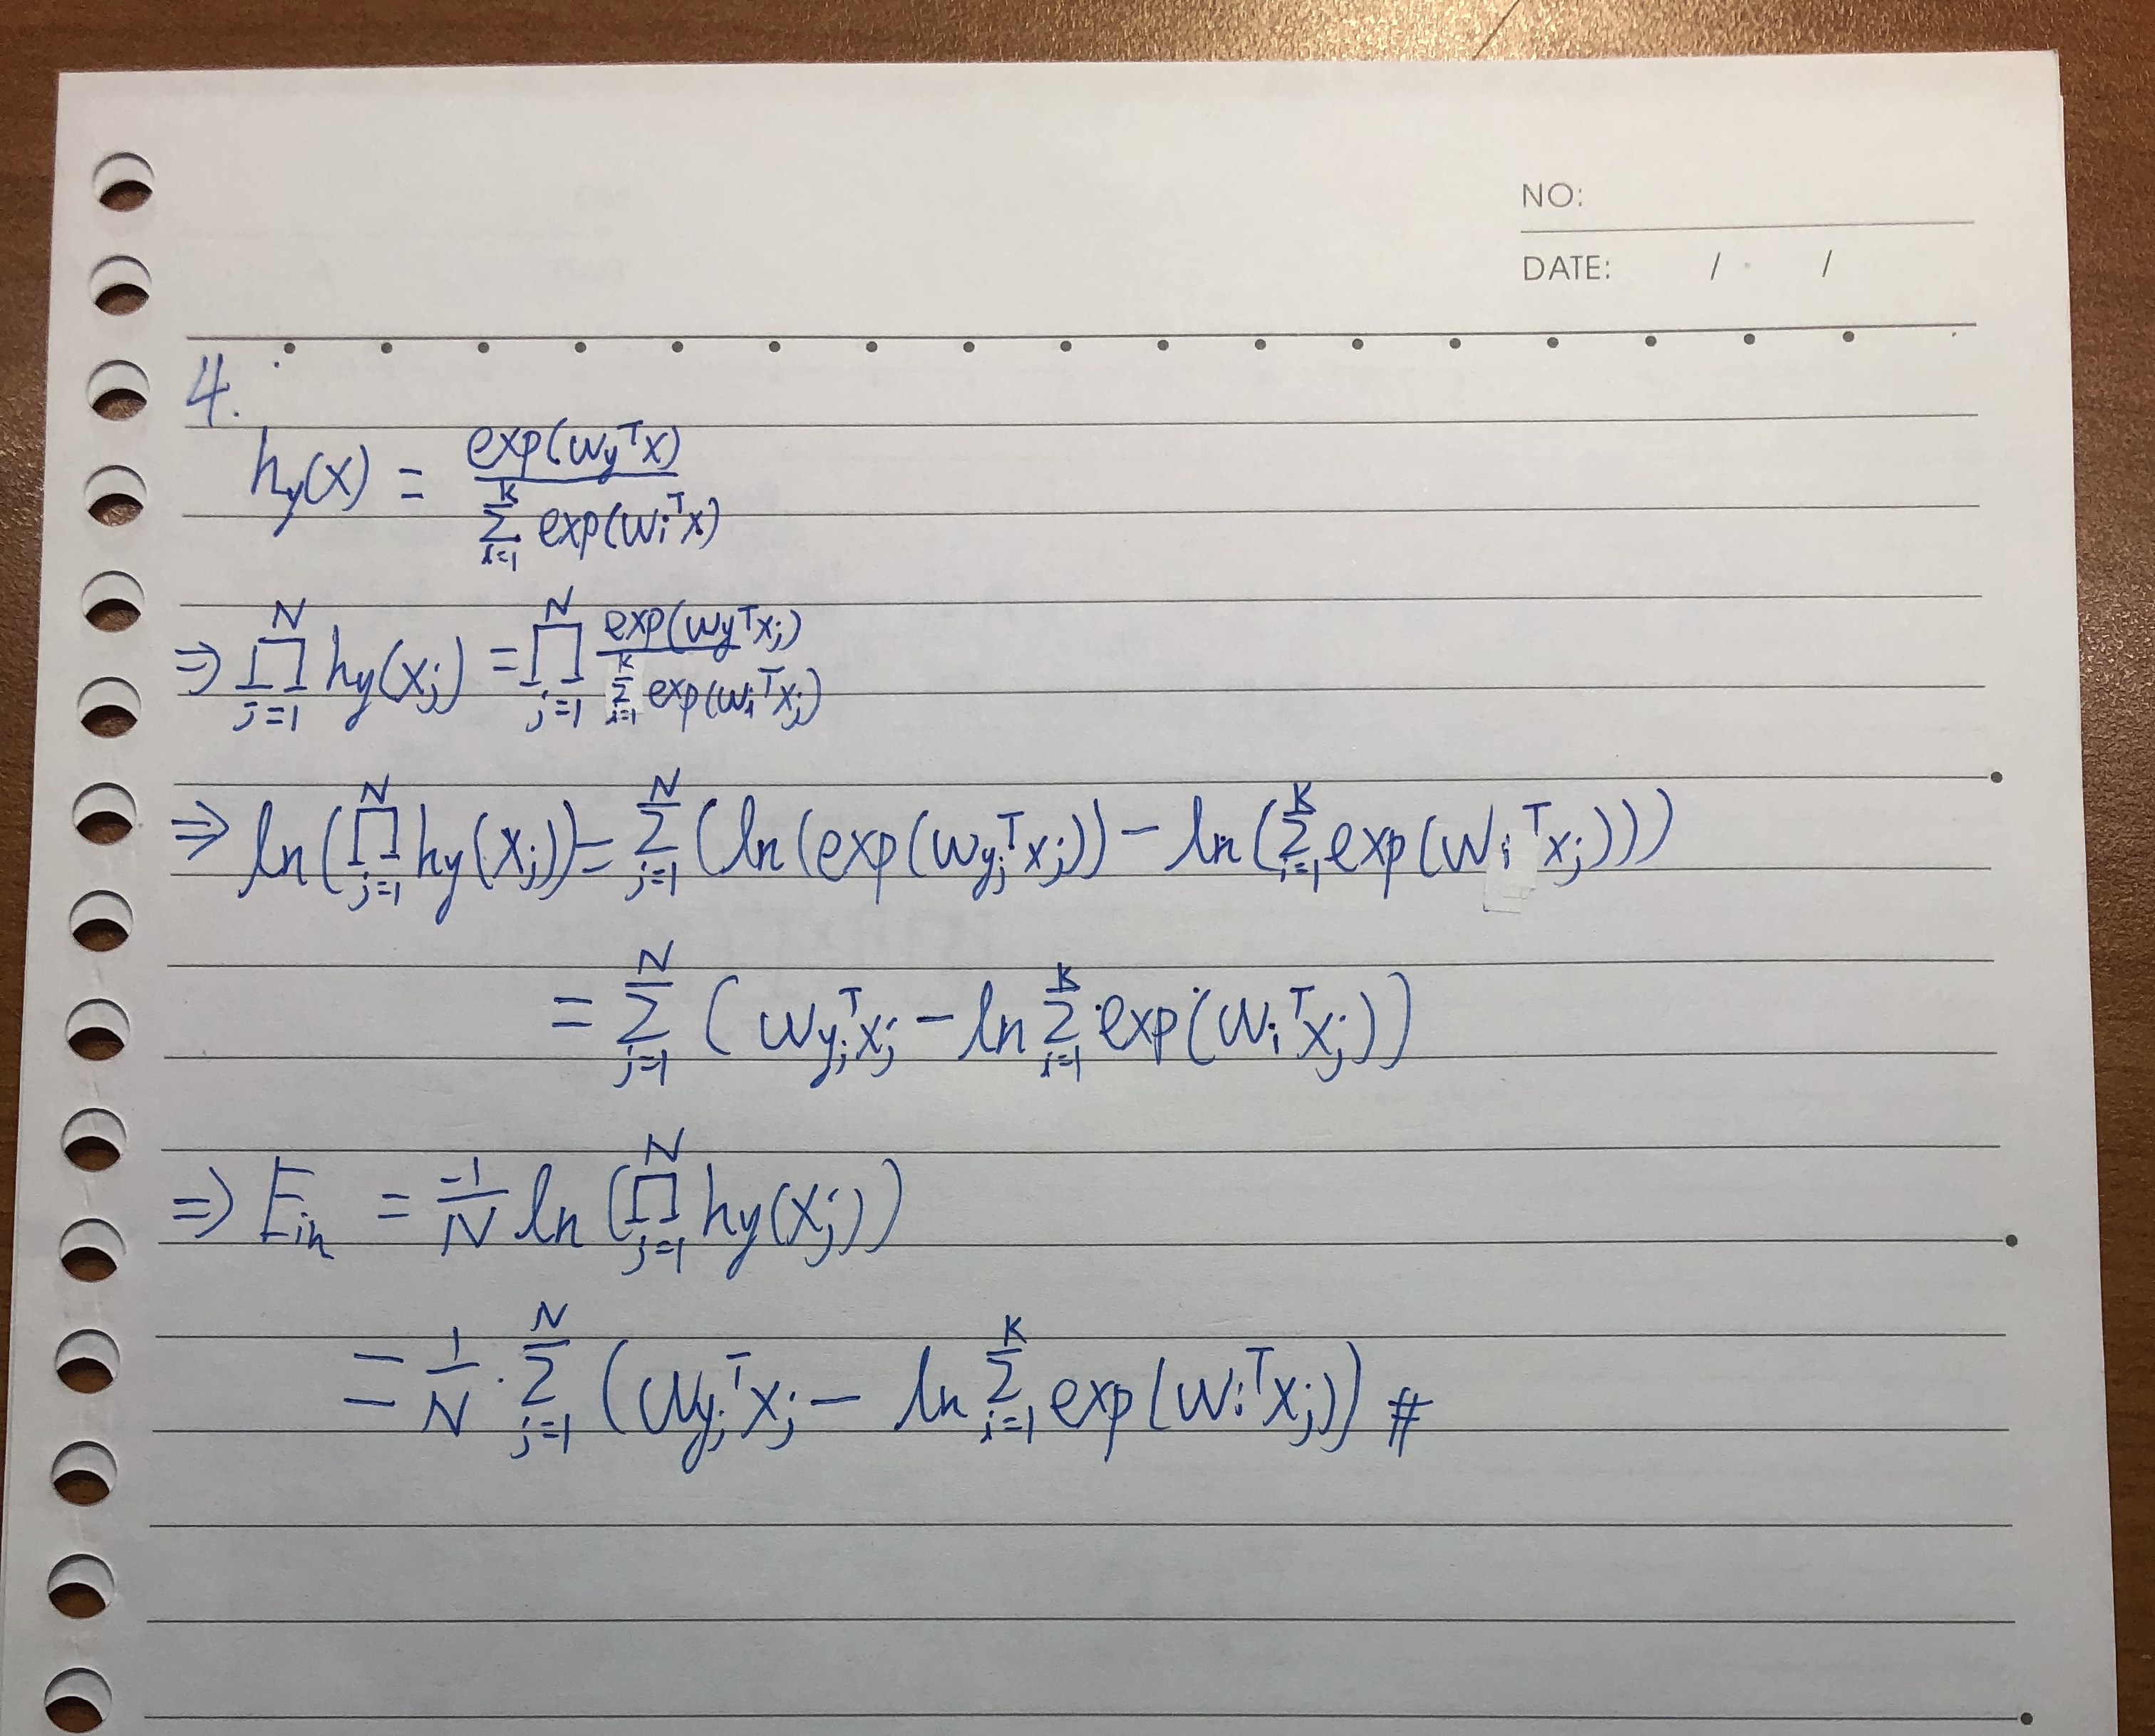 NO:
DATE: / /
4.
h_y(x) = \frac{exp(w_y^T x)}{\sum_{i=1}^{K} exp(w_i^T x)}
⇒ \prod_{j=1}^{N} h_y(x_j) = \prod_{j=1}^{N} \frac{exp(w_y^T x_j)}{\sum_{i=1}^{K} exp(w_i^T x_j)}
⇒ ln(\prod_{j=1}^{N} h_y(x_j)) = \sum_{j=1}^{N} (ln(exp(w_{y_j}^T x_j)) - ln(\sum_{i=1}^{K} exp(w_i^T x_j)))
= \sum_{j=1}^{N} (w_{y_j}^T x_j - ln \sum_{i=1}^{K} exp(w_i^T x_j))
⇒ E_{in} = \frac{-1}{N} ln(\prod_{j=1}^{N} h_y(x_j))
= \frac{1}{N} \cdot \sum_{j=1}^{N} (w_{y_j}^T x_j - ln \sum_{i=1}^{K} exp(w_i^T x_j)) #